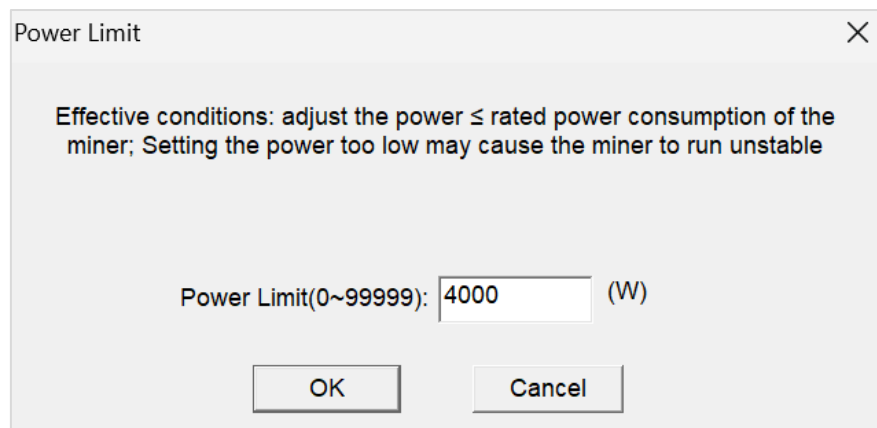 Power Limit
Effective conditions: adjust the power ≤ rated power consumption of the
miner; Setting the power too low may cause the miner to run unstable
Power Limit(0~99999): 4000 (W)
OK Cancel